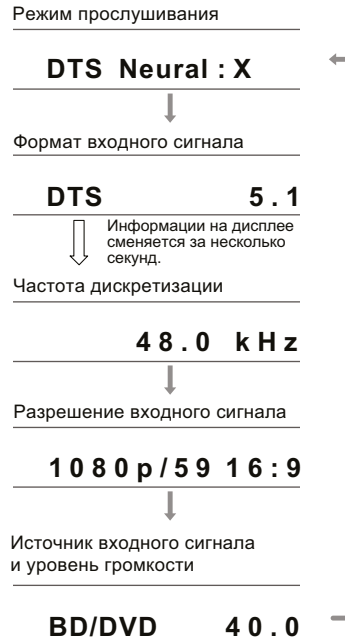 Режим прослушивания
DTS Neural : X
Формат входного сигнала
DTS 5.1
Информации на дисплее
сменяется за несколько
секунд.
Частота дискретизации
48.0 kHz
Разрешение входного сигнала
1080p/59 16:9
Источник входного сигнала
и уровень громкости
BD/DVD 40.0